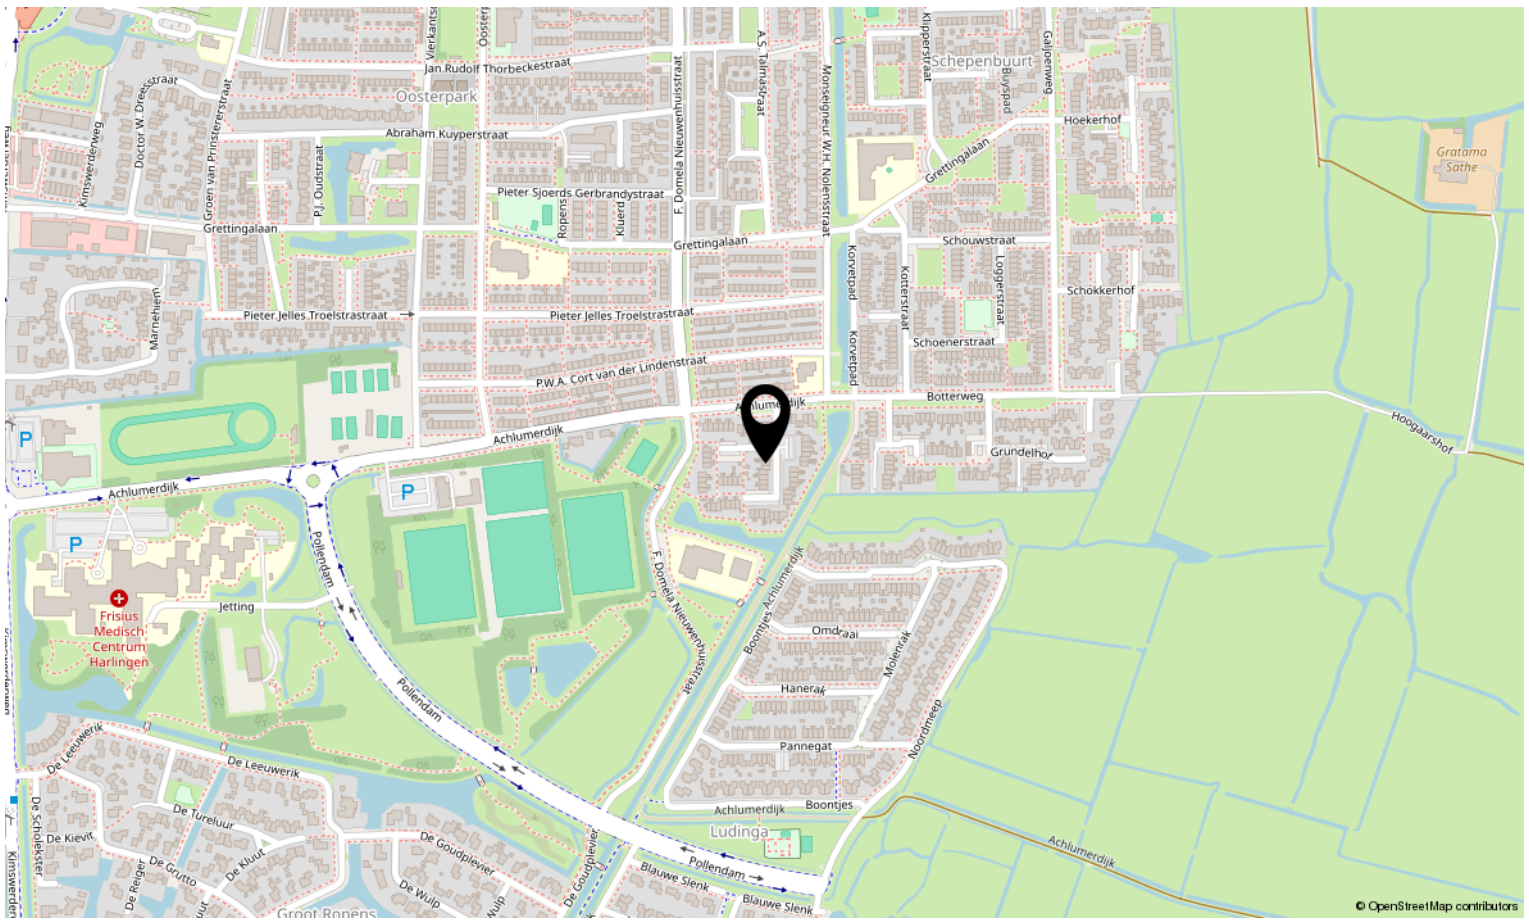 Vierkantsd
Jan Rudolf Thorbeckestraat
Oosterpark
Abraham Kuyperstraat
F. Domela Nieuwenhuisstraat
A.S. Talmastraat
Monseigneur W.H. Nolensstraat
Klipperstraat
Schepenbuurt
Buyspad
Galjoenweg
Hoekerhof
Grettingalaan
Gratama
Sathe
Doctor W. Dreesstraat
Kimswerderweg
Groen van Prinstererstraat
P.J. Oudstraat
Pieter Sjoerds Gerbrandystraat
Ropens
Kluerd
Grettingalaan
Grettingalaan
Schouwstraat
Korvetpad
Kotterstraat
Loggerstraat
Schokkerhof
Marnehiem
Pieter Jelles Troelstrastraat
Pieter Jelles Troelstrastraat
Schoenerstraat
Korvetpad
P.W.A. Cort van der Lindenstraat
Achlumerdijk
Botterweg
Hoogaarshof
Achlumerdijk
Grundelhof
P
P
Achlumerdijk
P
Pollendam
Jetting
Frisius
Medisch
Centrum
Harlingen
F. Domela Nieuwenhuisstraat
Boontjes Achlumerdijk
Omdraai
Molenrak
Hanerak
Noordmeep
Pannegat
Pollendam
De Leeuwerik
De Leeuwerik
Achlumerdijk
Boontjes
Ludinga
De Scholekster
De Tureluur
De Kievit
De Grutto
De Kluut
De Reiger
De Goudplevier
De Goudplevier
De Wulp
Wulp
Pollendam
Blauwe Slenk
Blauwe Slenk
Achlumerdijk
Groot Ropens
© OpenStreetMap contributors